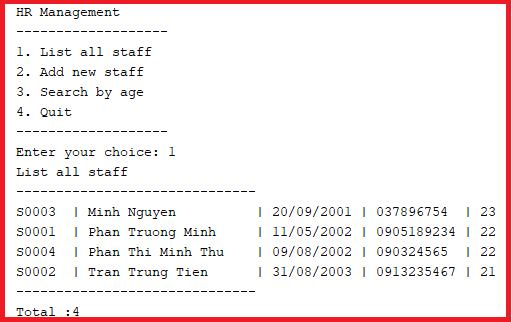 HR Management
-------------------
1. List all staff
2. Add new staff
3. Search by age
4. Quit
-------------------
Enter your choice: 1
List all staff
------------------------------
S0003  | Minh Nguyen          | 20/09/2001 | 037896754  | 23
S0001  | Phan Truong Minh     | 11/05/2002 | 0905189234 | 22
S0004  | Phan Thi Minh Thu    | 09/08/2002 | 090324565  | 22
S0002  | Tran Trung Tien      | 31/08/2003 | 0913235467 | 21
------------------------------
Total :4